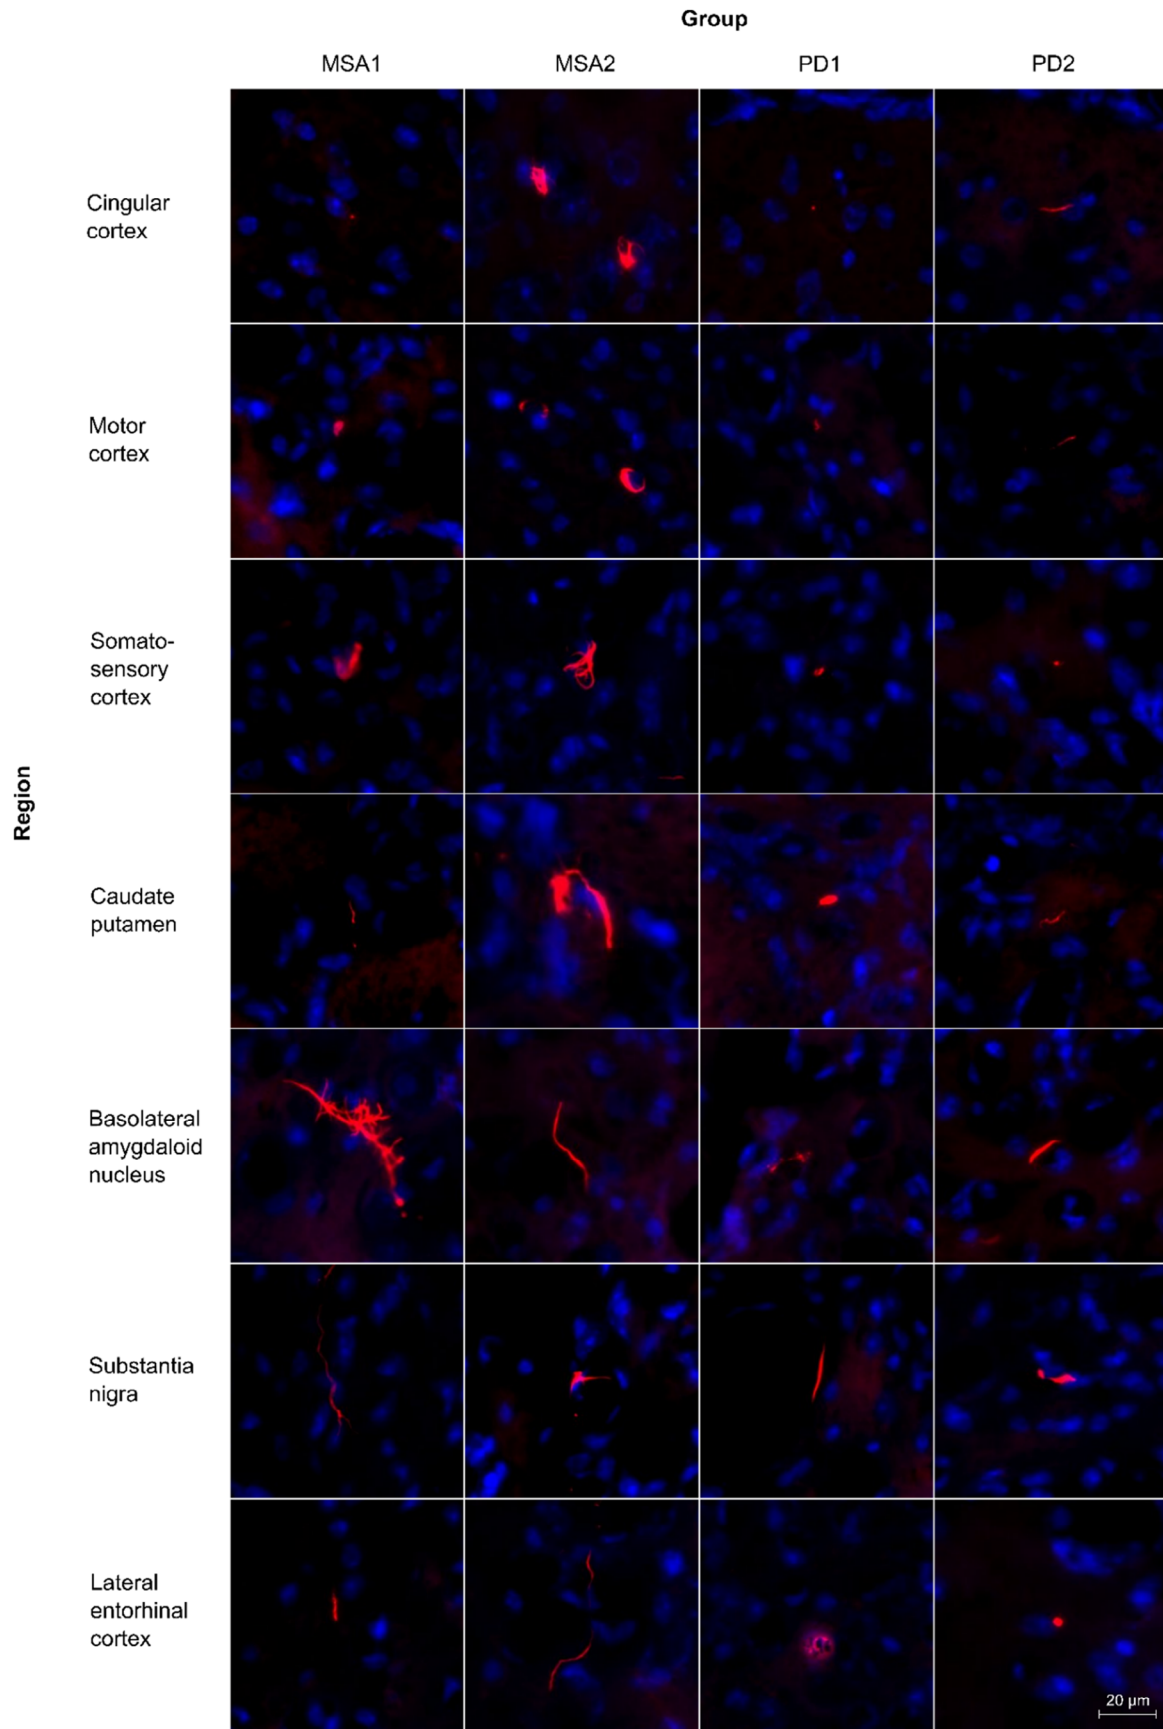 Group
MSA1 MSA2 PD1 PD2
Region
Cingular
cortex
Motor
cortex
Somato-
sensory
cortex
Caudate
putamen
Basolateral
amygdaloid
nucleus
Substantia
nigra
Lateral
entorhinal
cortex
20 µm